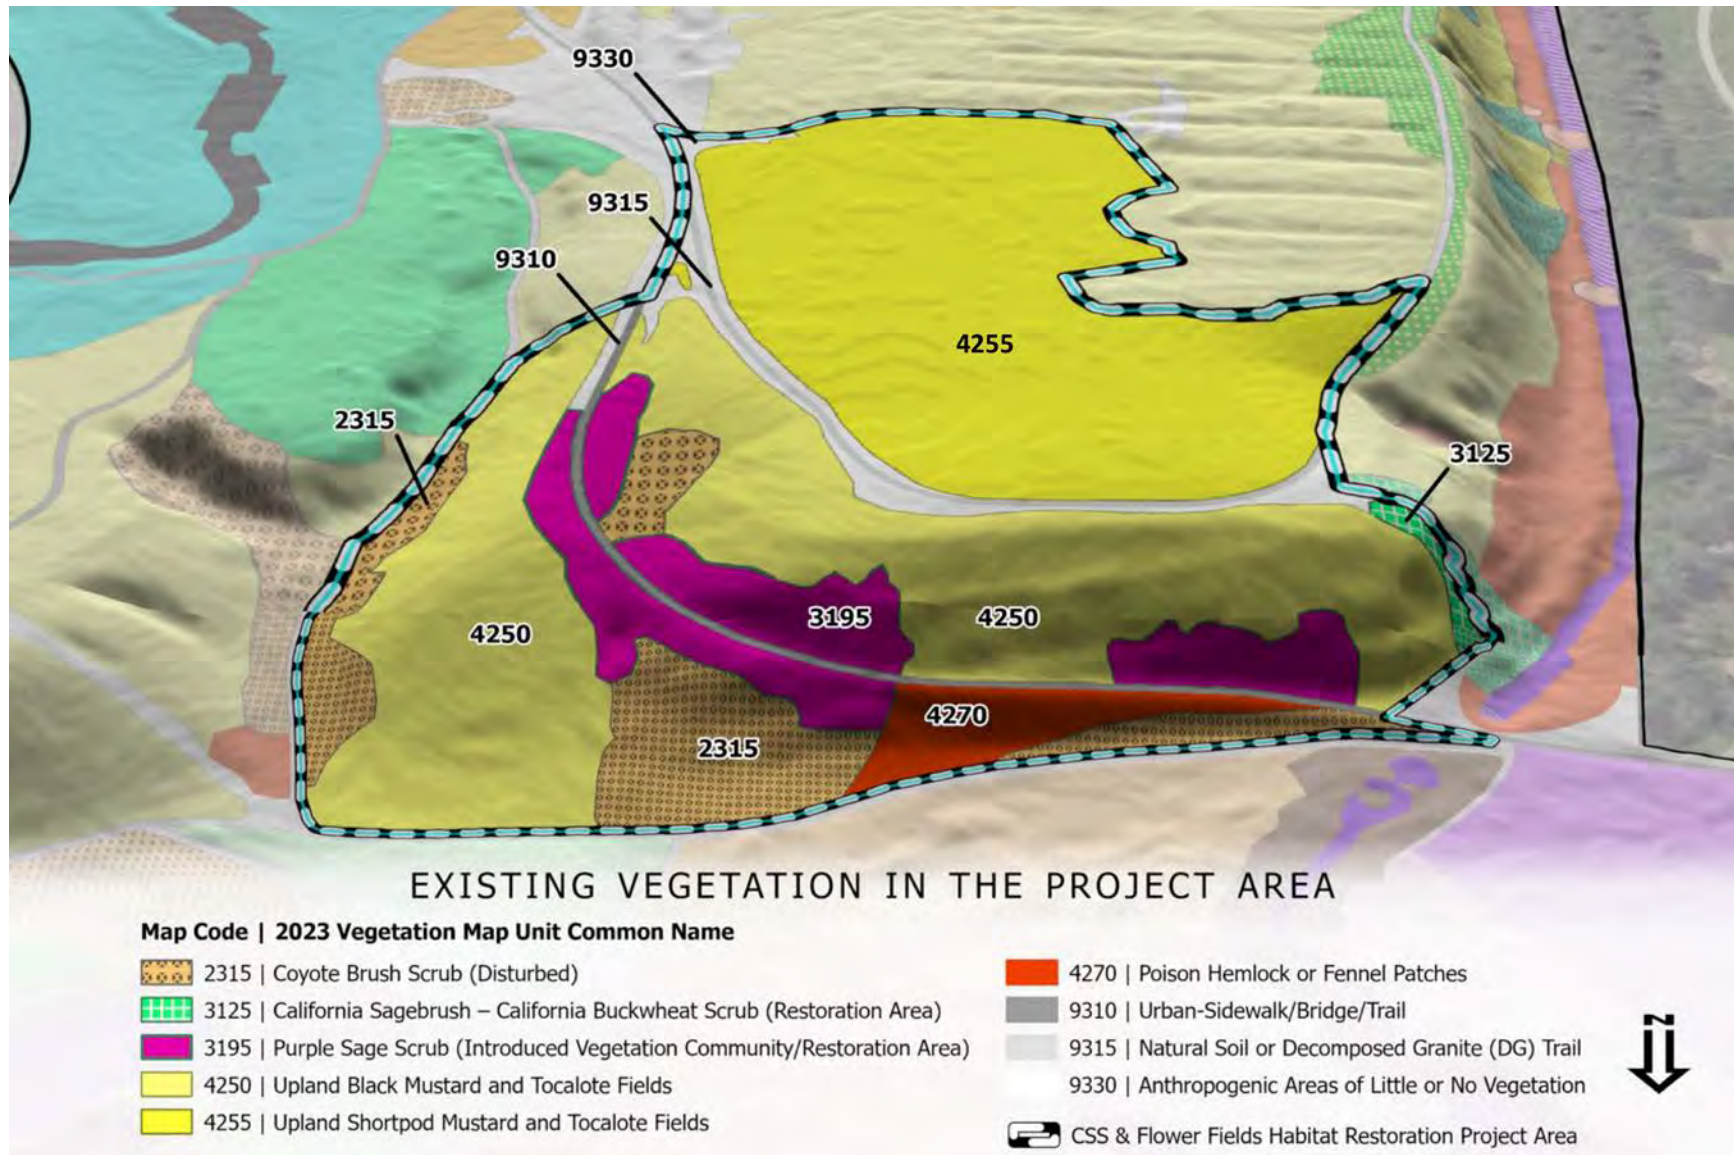 9330
9315
9310
4255
2315
3125
4250
3195
4250
4270
2315
EXISTING VEGETATION IN THE PROJECT AREA
Map Code | 2023 Vegetation Map Unit Common Name
2315 | Coyote Brush Scrub (Disturbed)
3125 | California Sagebrush – California Buckwheat Scrub (Restoration Area)
3195 | Purple Sage Scrub (Introduced Vegetation Community/Restoration Area)
4250 | Upland Black Mustard and Tocalote Fields
4255 | Upland Shortpod Mustard and Tocalote Fields
4270 | Poison Hemlock or Fennel Patches
9310 | Urban-Sidewalk/Bridge/Trail
9315 | Natural Soil or Decomposed Granite (DG) Trail
9330 | Anthropogenic Areas of Little or No Vegetation
CSS & Flower Fields Habitat Restoration Project Area
N